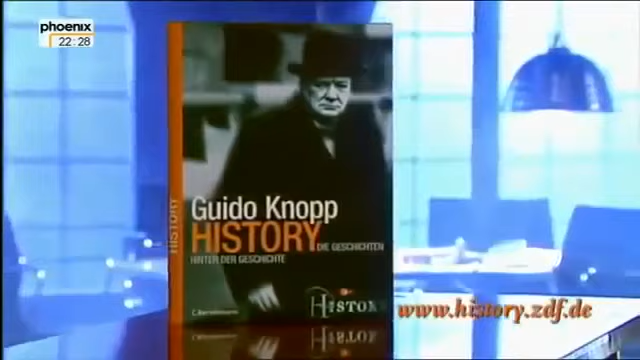 phoenix
22:28
HISTORY
Guido Knopp
HISTORY DIE GESCHICHTEN
HINTER DER GESCHICHTE
C.Bertelsmann
HISTORY
www.history.zdf.de